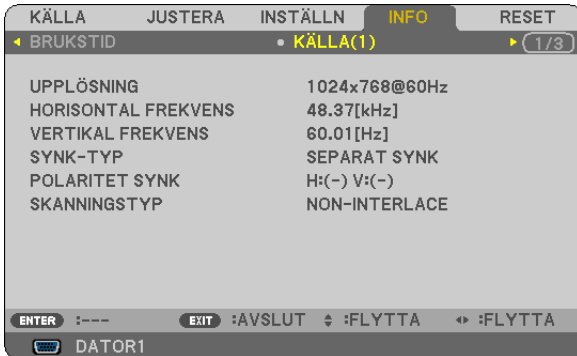 KÄLLA JUSTERA INSTÄLLN INFO RESET
BRUKSTID • KÄLLA(1) 1/3
UPPLÖSNING 1024x768@60Hz
HORISONTAL FREKVENS 48.37[kHz]
VERTIKAL FREKVENS 60.01[Hz]
SYNK-TYP SEPARAT SYNK
POLARITET SYNK H:(-) V:(-)
SKANNINGSTYP NON-INTERLACE
ENTER :--- EXIT :AVSLUT :FLYTTA :FLYTTA
DATOR1